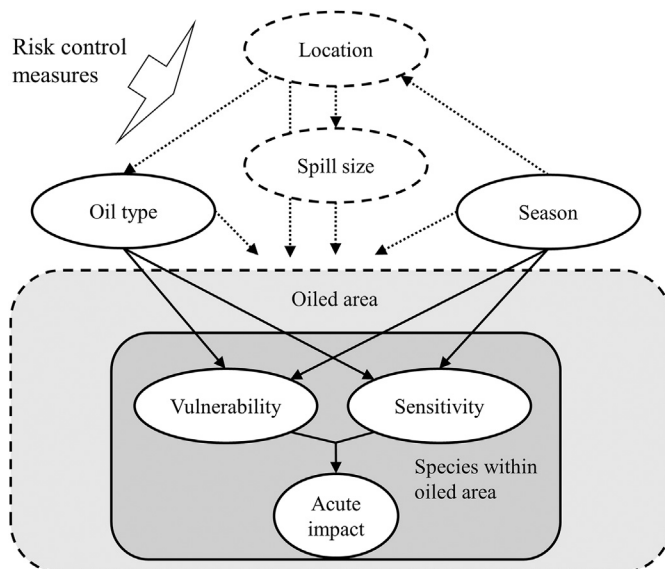 Risk control
measures
Location
Spill size
Oil type
Season
Oiled area
Vulnerability
Sensitivity
Species within
oiled area
Acute
impact